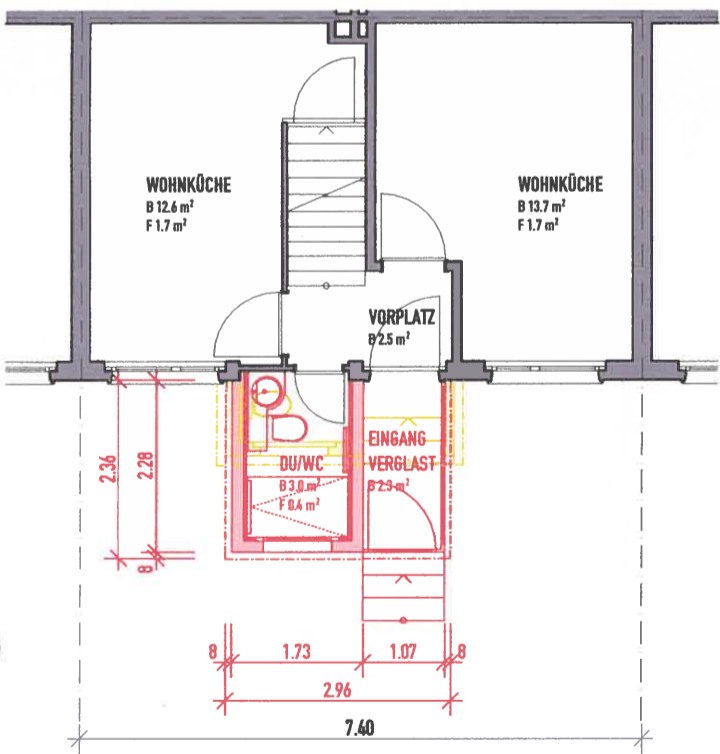 WOHNKÜCHE
B 12.6 m²
F 1.7 m²
WOHNKÜCHE
B 13.7 m²
F 1.7 m²
VORPLATZ
B 2.5 m²
DU/WC
B 3.0 m²
F 0.4 m²
EINGANG
VERGLAST
B 2.3 m²
2.36
2.28
8
8
1.73
1.07
8
2.96
7.40